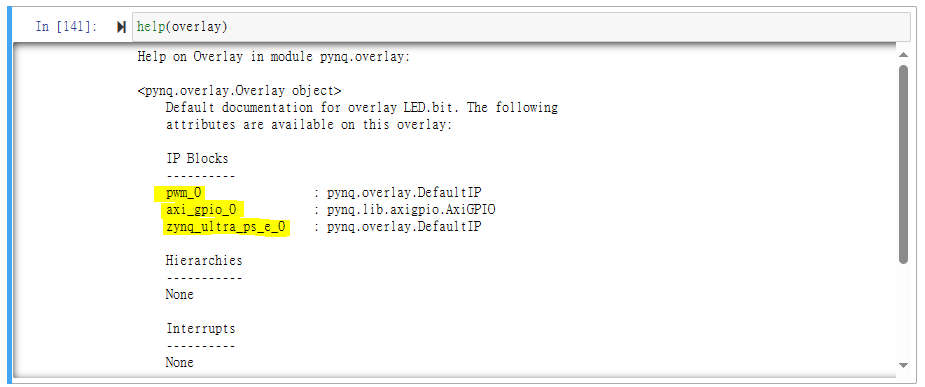 In [141]: help(overlay)
Help on Overlay in module pynq.overlay:
<pynq.overlay.Overlay object>
Default documentation for overlay LED.bit. The following
attributes are available on this overlay:
IP Blocks
----------
pwm_0 : pynq.overlay.DefaultIP
axi_gpio_0 : pynq.lib.axigpio.AxiGPIO
zynq_ultra_ps_e_0 : pynq.overlay.DefaultIP
Hierarchies
-----------
None
Interrupts
----------
None